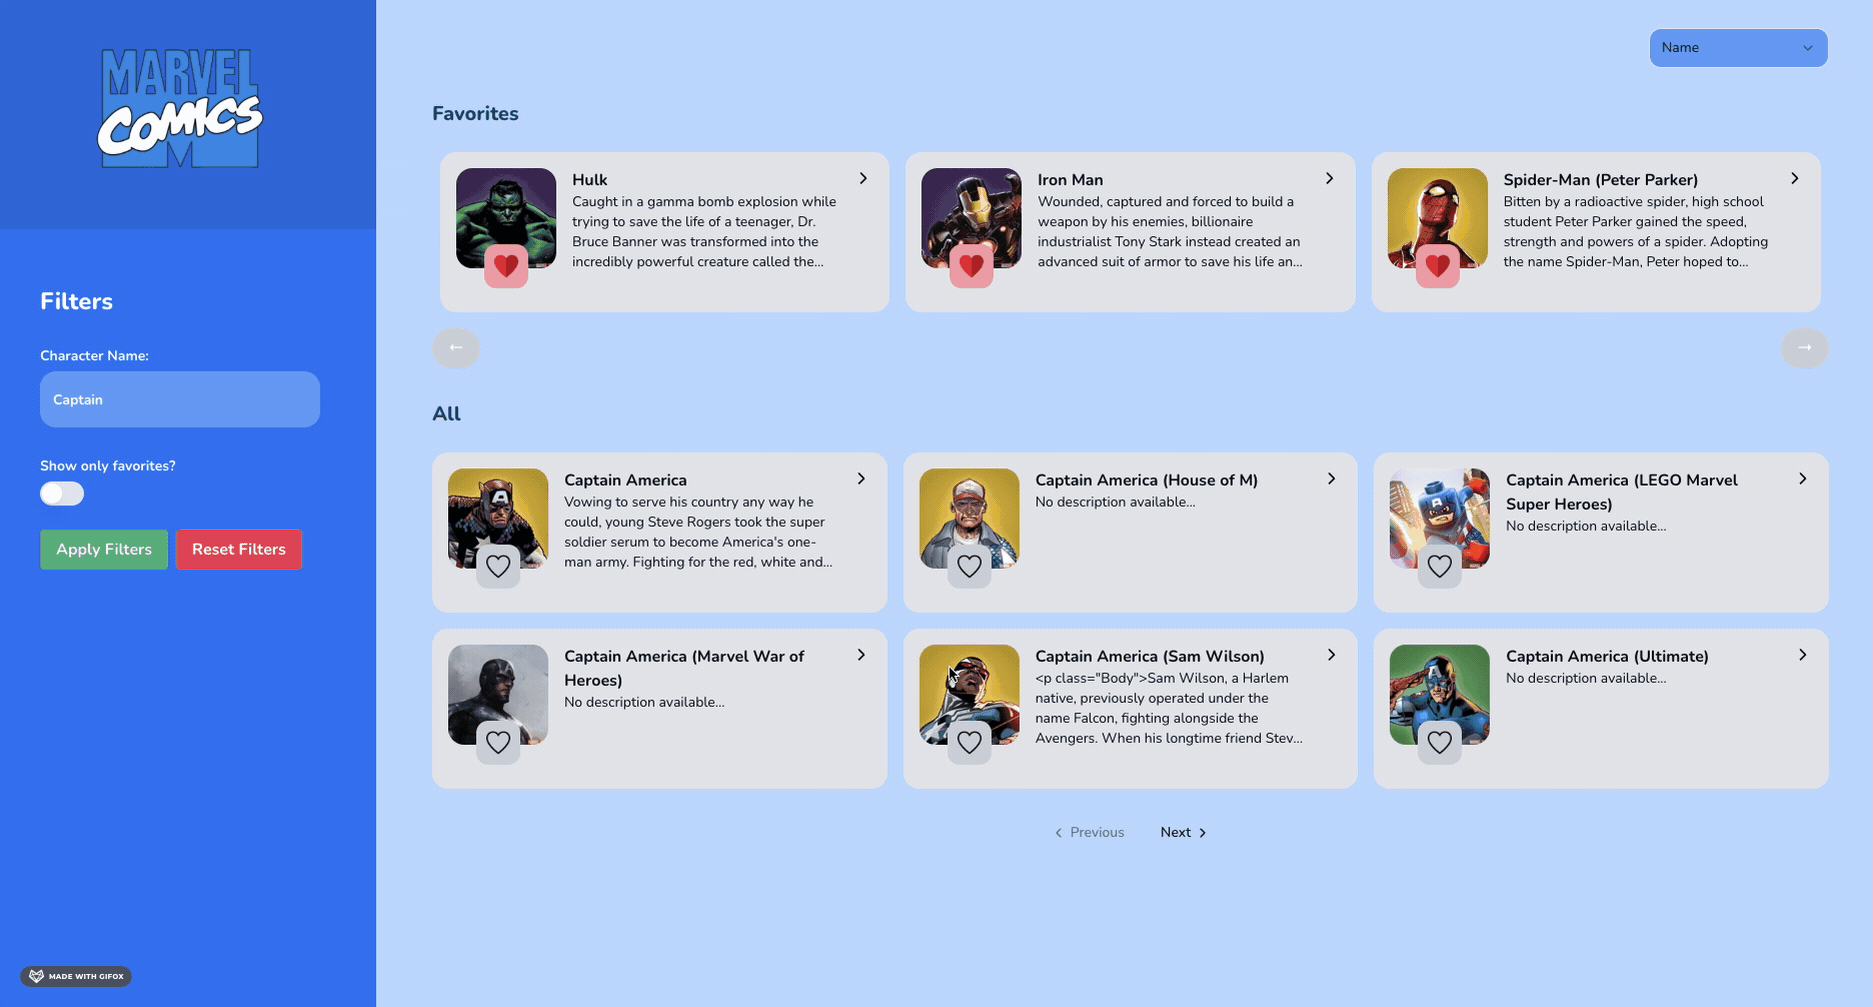 MARVEL
COMICS
Name
Filters
Character Name:
Captain
Show only favorites?
Apply Filters
Reset Filters
Favorites
Hulk
Caught in a gamma bomb explosion while
trying to save the life of a teenager, Dr.
Bruce Banner was transformed into the
incredibly powerful creature called the...
Iron Man
Wounded, captured and forced to build a
weapon by his enemies, billionaire
industrialist Tony Stark instead created an
advanced suit of armor to save his life an...
Spider-Man (Peter Parker)
Bitten by a radioactive spider, high school
student Peter Parker gained the speed,
strength and powers of a spider. Adopting
the name Spider-Man, Peter hoped to...
All
Captain America
Vowing to serve his country any way he
could, young Steve Rogers took the super
soldier serum to become America's one-
man army. Fighting for the red, white and...
Captain America (House of M)
No description available...
Captain America (LEGO Marvel
Super Heroes)
No description available...
Captain America (Marvel War of
Heroes)
No description available...
Captain America (Sam Wilson)
<p class="Body">Sam Wilson, a Harlem
native, previously operated under the
name Falcon, fighting alongside the
Avengers. When his longtime friend Stev...
Captain America (Ultimate)
No description available...
Previous
Next
MADE WITH GIFOX